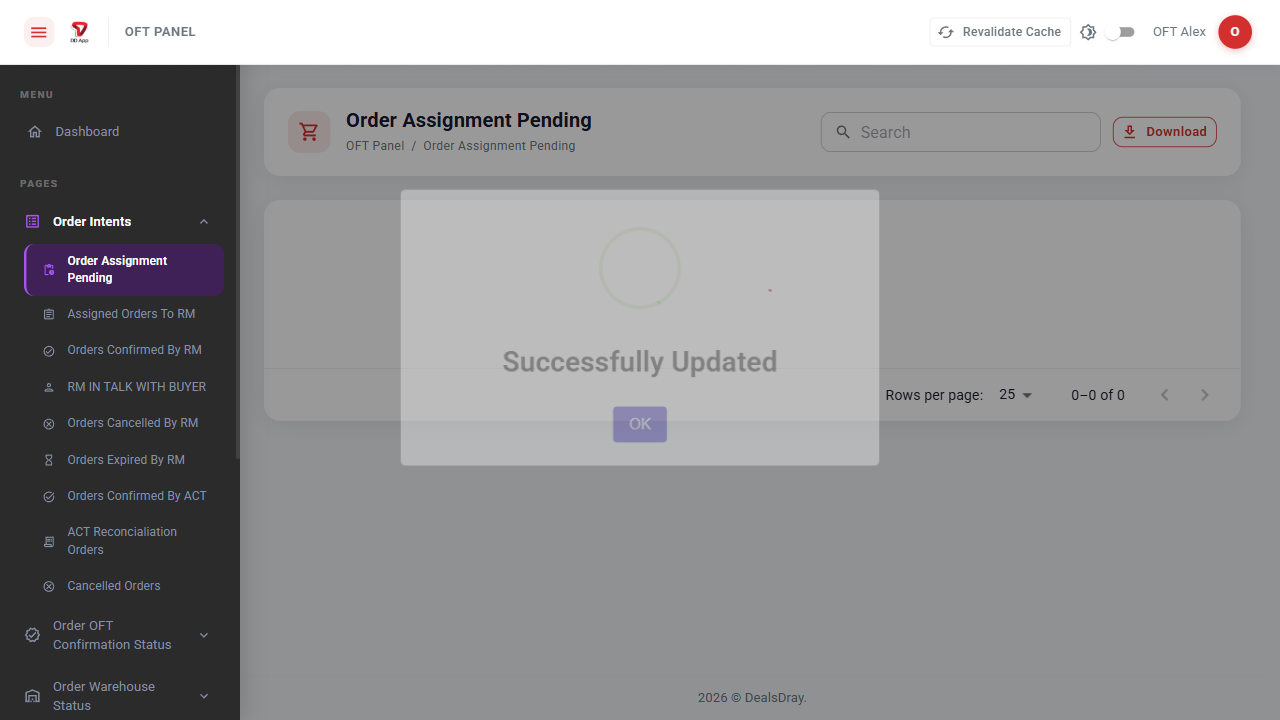 DD App
OFT PANEL
Revalidate Cache
OFT Alex
O
MENU
Dashboard
PAGES
Order Intents
Order Assignment
Pending
Assigned Orders To RM
Orders Confirmed By RM
RM IN TALK WITH BUYER
Orders Cancelled By RM
Orders Expired By RM
Orders Confirmed By ACT
ACT Reconcialiation
Orders
Cancelled Orders
Order OFT
Confirmation Status
Order Warehouse
Status
Order Assignment Pending
OFT Panel / Order Assignment Pending
Search
Download
Successfully Updated
OK
Rows per page: 25 0–0 of 0
2026 © DealsDray.